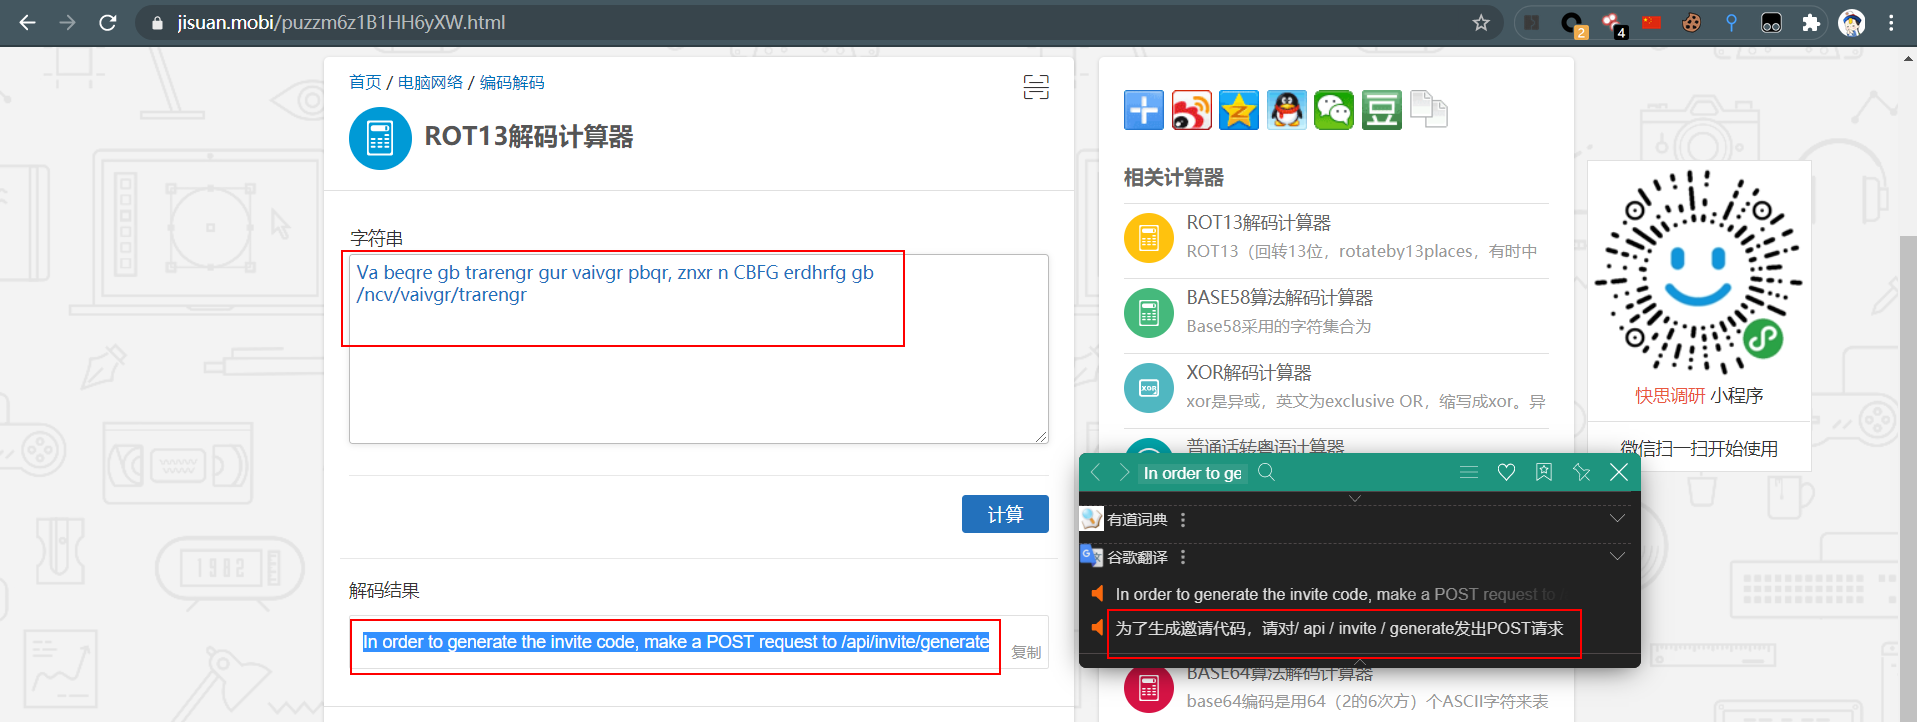 jisuan.mobi/puzzm6z1B1HH6yXW.html
2
4
首页 / 电脑网络 / 编码解码
ROT13解码计算器
字符串
Va beqre gb trarengr gur vaivgr pbqr, znxr n CBFG erdhrfg gb
/ncv/vaivgr/trarengr
计算
解码结果
In order to generate the invite code, make a POST request to /api/invite/generate
复制
豆
相关计算器
ROT13解码计算器
ROT13（回转13位，rotateby13places，有时中
BASE58算法解码计算器
Base58采用的字符集合为
XOR
XOR解码计算器
xor是异或，英文为exclusive OR，缩写成xor。异
普通话转粤语计算器
In order to ge
有道词典
谷歌翻译
In order to generate the invite code, make a POST request to /
为了生成邀请代码，请对/ api / invite / generate发出POST请求
BASE64算法解码计算器
base64编码是用64（2的6次方）个ASCII字符来表
快思调研 小程序
微信扫一扫开始使用
1982